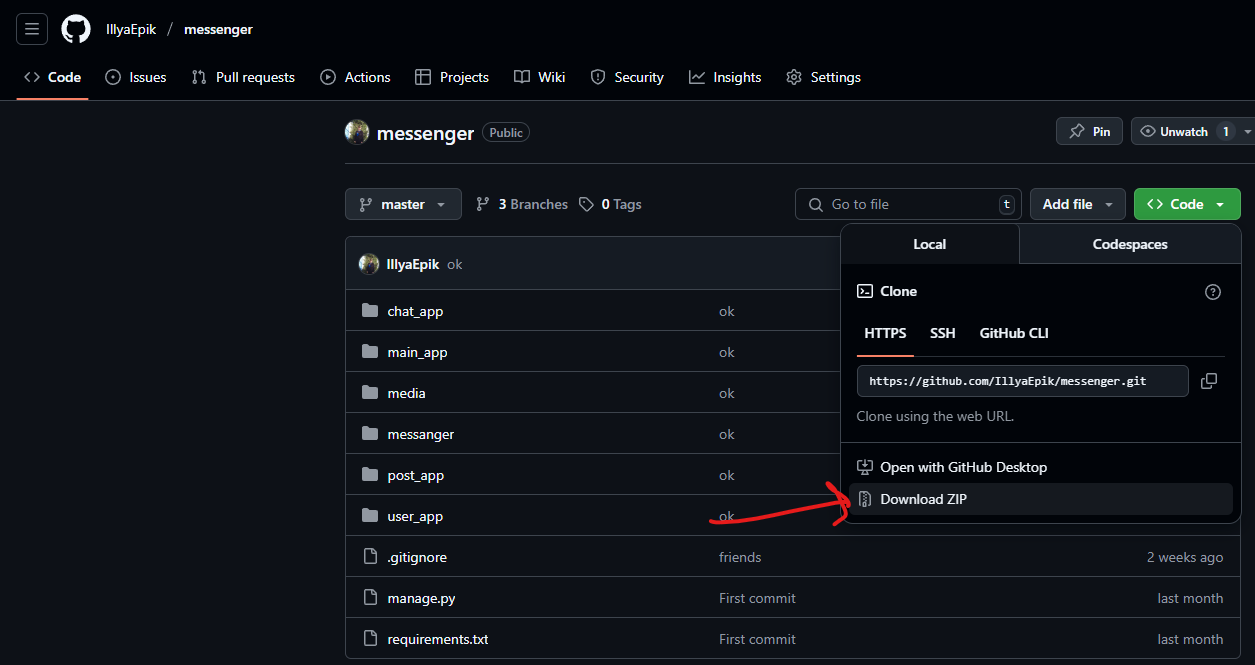 IllyaEpik / messenger
Code Issues Pull requests Actions Projects Wiki Security Insights Settings
messenger Public Pin Unwatch 1
master 3 Branches 0 Tags Go to file t Add file Code
Local Codespaces
IllyaEpik ok
Clone
chat_app ok
HTTPS SSH GitHub CLI
main_app ok
https://github.com/IllyaEpik/messenger.git
media ok
Clone using the web URL.
messanger ok
Open with GitHub Desktop
post_app ok
Download ZIP
user_app ok
.gitignore friends 2 weeks ago
manage.py First commit last month
requirements.txt First commit last month